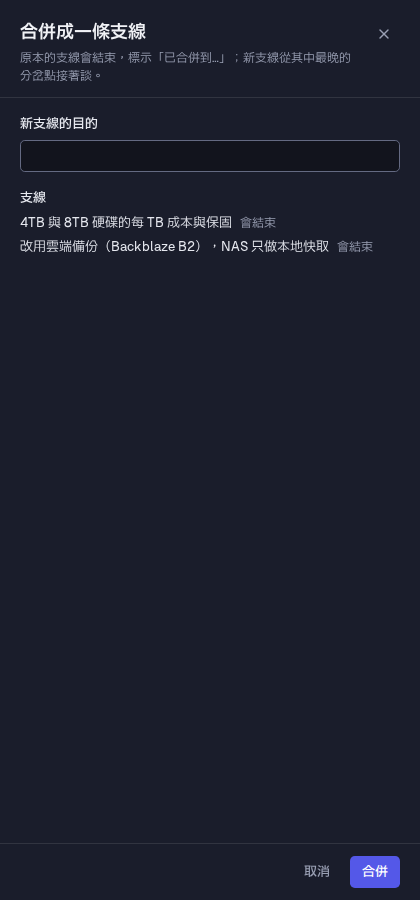 合併成一條支線
原本的支線會結束，標示「已合併到…」；新支線從其中最晚的
分岔點接著談。
新支線的目的
支線
4TB 與 8TB 硬碟的每 TB 成本與保固 會結束
改用雲端備份（Backblaze B2），NAS 只做本地快取 會結束
取消 合併